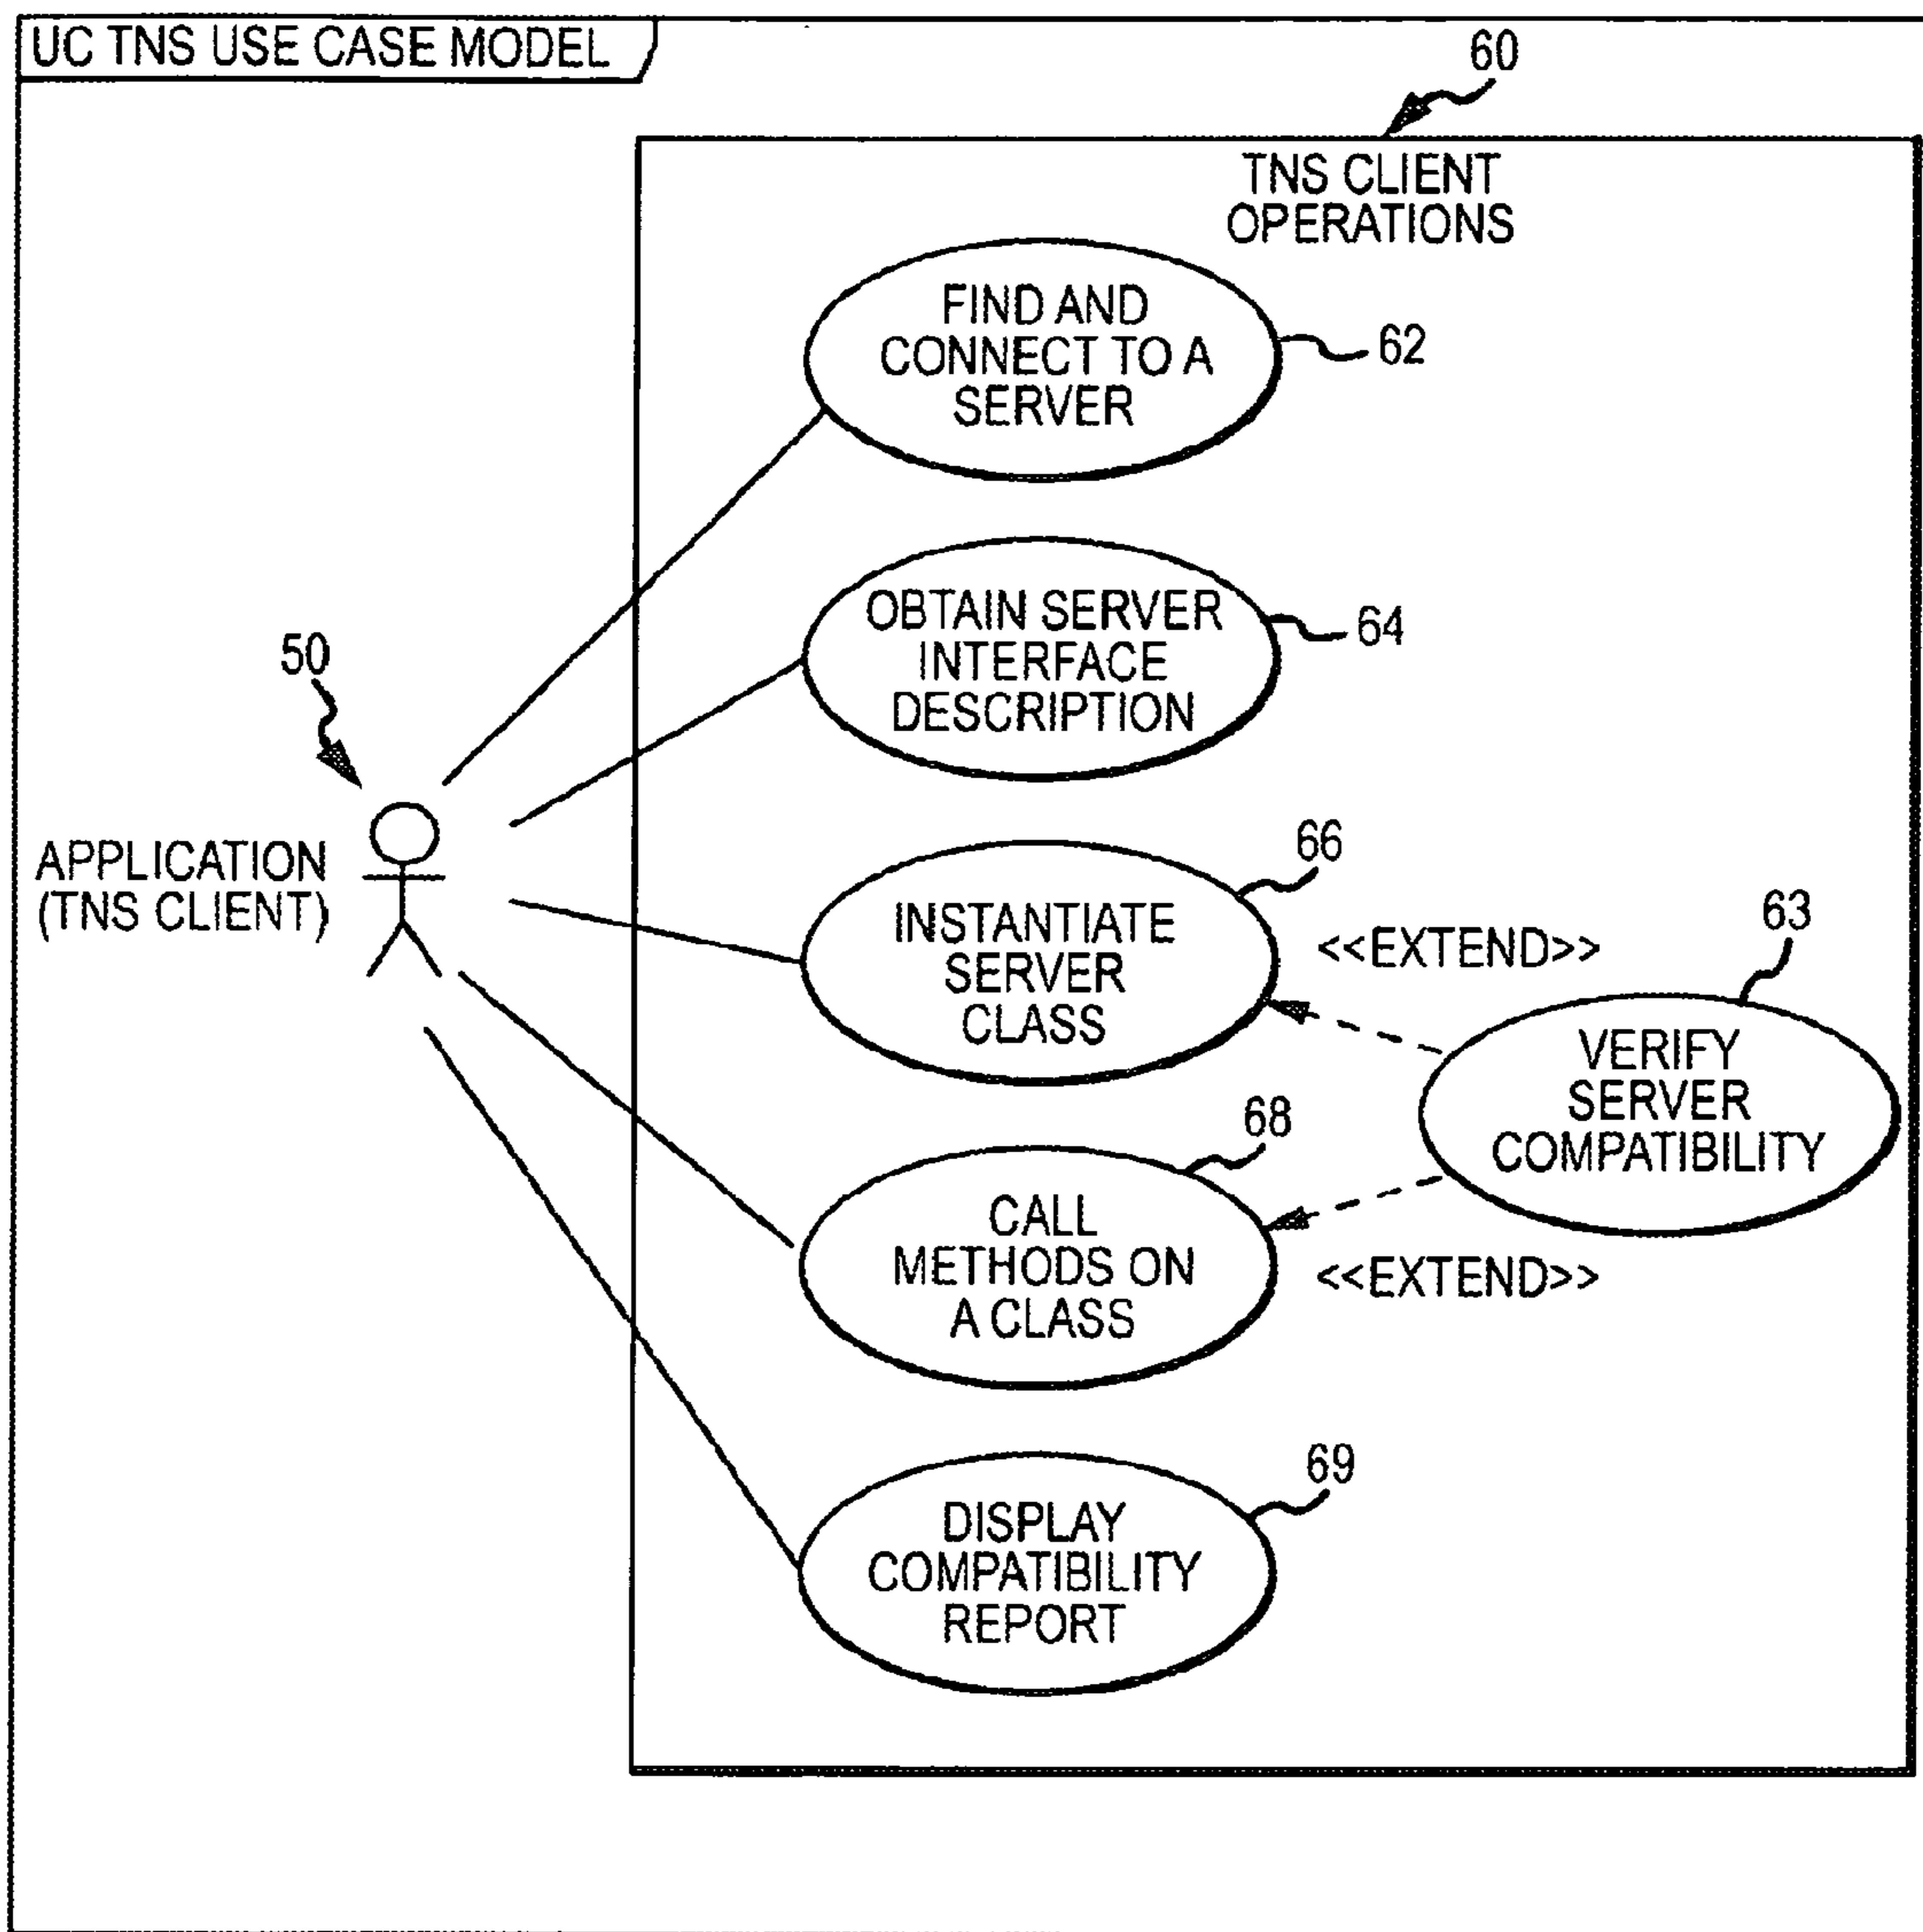 UC TNS USE CASE MODEL
60
TNS CLIENT
OPERATIONS
FIND AND
CONNECT TO A
SERVER
62
OBTAIN SERVER
INTERFACE
DESCRIPTION
64
50
APPLICATION
(TNS CLIENT)
66
INSTANTIATE
SERVER
CLASS
<<EXTEND>>
63
VERIFY
SERVER
COMPATIBILITY
68
CALL
METHODS ON
A CLASS
<<EXTEND>>
69
DISPLAY
COMPATIBILITY
REPORT